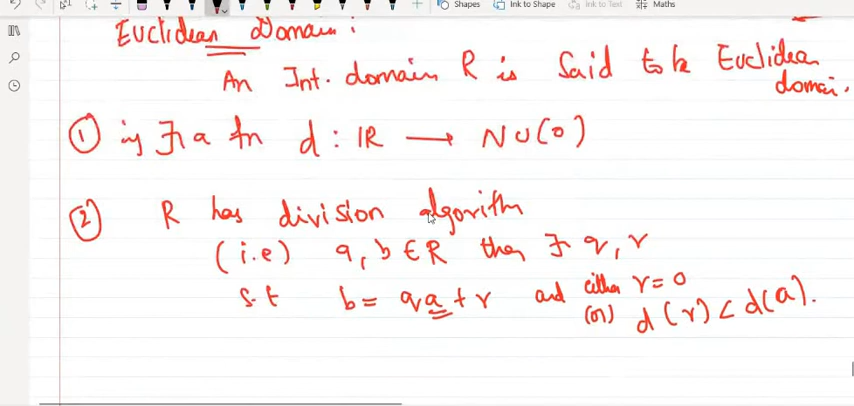 Shapes Ink to Shape Ink to Text Maths
Euclidean Domain:
An Int. domain R is Said to be Euclidean
domai.
① if ∃ a fn d : R → N ∪ (0)
② R has division algorithm
(i.e) a, b ∈ R then ∃ q, r
s.t b = qa + r and either r = 0
(or) d(r) < d(a).